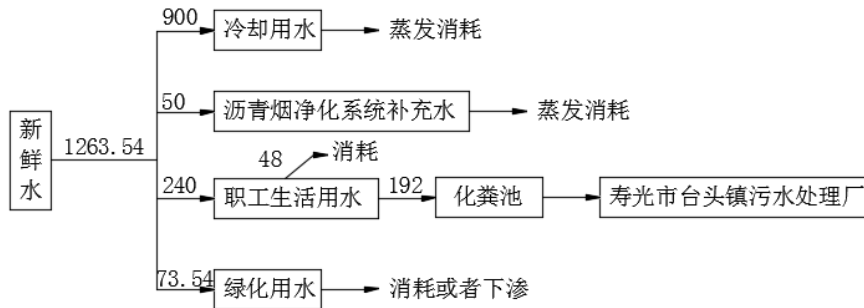 900
冷却用水
蒸发消耗
50
沥青烟净化系统补充水
蒸发消耗
新鲜水
1263.54
48
消耗
240
职工生活用水
192
化粪池
寿光市台头镇污水处理厂
73.54
绿化用水
消耗或者下渗